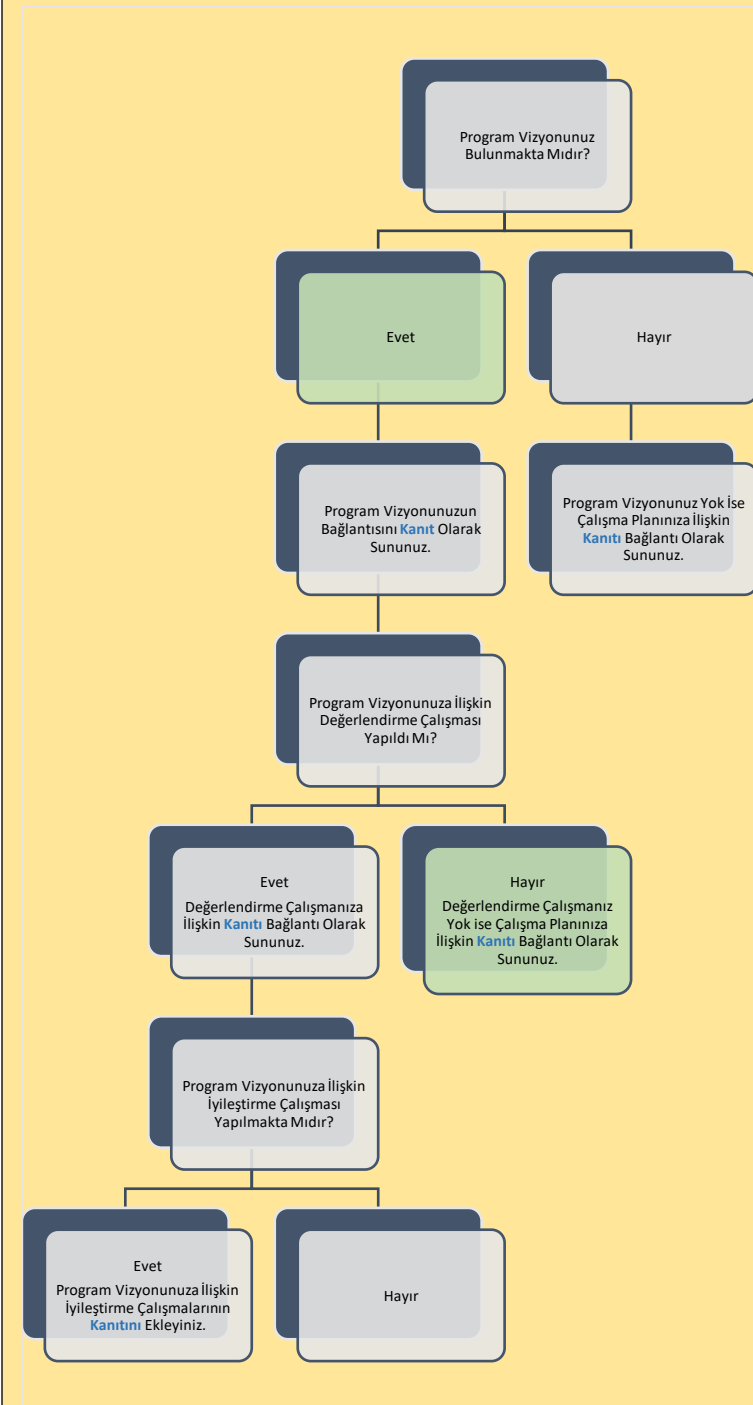 Program Vizyonunuz
Bulunmakta Mıdır?
Evet
Hayır
Program Vizyonunuzun
Bağlantısını Kanıt Olarak
Sununuz.
Program Vizyonunuz Yok İse
Çalışma Planınıza İlişkin
Kanıtı Bağlantı Olarak
Sununuz.
Program Vizyonunuza İlişkin
Değerlendirme Çalışması
Yapıldı Mı?
Evet
Değerlendirme Çalışmanıza
İlişkin Kanıtı Bağlantı Olarak
Sununuz.
Hayır
Değerlendirme Çalışmanız
Yok ise Çalışma Planınıza
İlişkin Kanıtı Bağlantı Olarak
Sununuz.
Program Vizyonunuza İlişkin
İyileştirme Çalışması
Yapılmakta Mıdır?
Evet
Program Vizyonunuza İlişkin
İyileştirme Çalışmalarının
Kanıtını Ekleyiniz.
Hayır